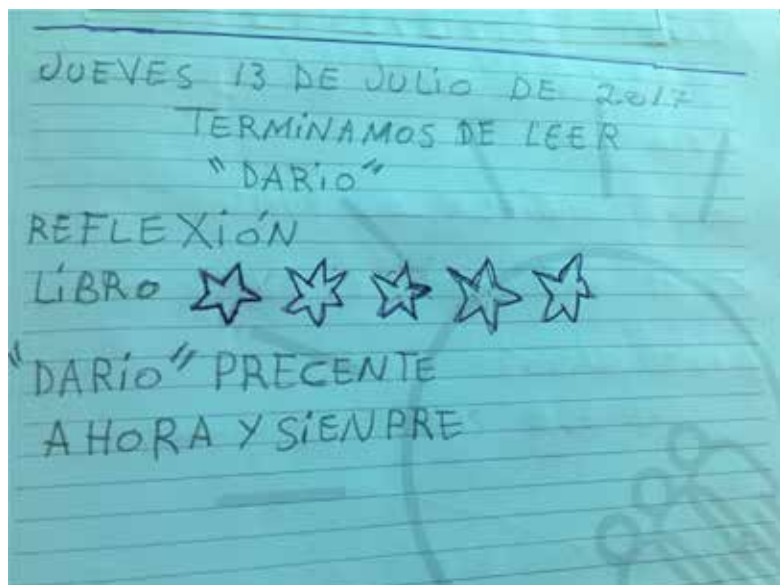 JUEVES 13 DE JULIO DE 2017
TERMINAMOS DE LEER
"DARIO"
REFLEXIÓN
LIBRO
"DARIO" PRECENTE
AHORA Y SIENPRE